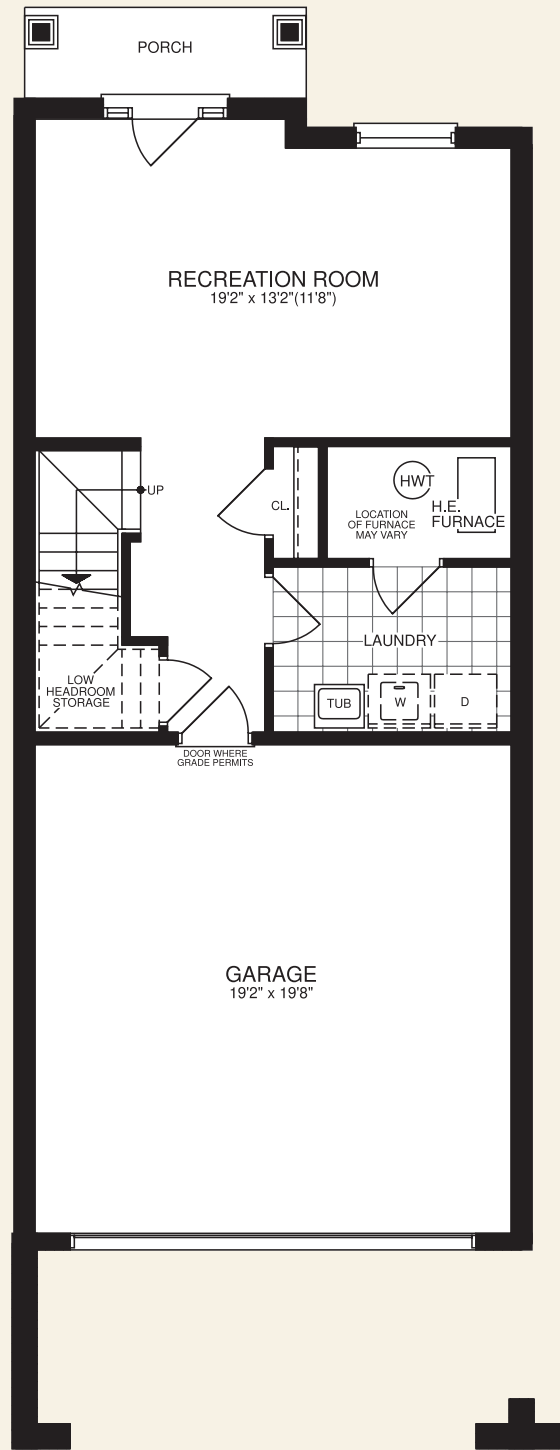 PORCH
RECREATION ROOM
19'2" x 13'2"(11'8")
UP
CL.
HWT
H.E.
FURNACE
LOCATION
OF FURNACE
MAY VARY
LAUNDRY
LOW
HEADROOM
STORAGE
TUB
W
D
DOOR WHERE
GRADE PERMITS
GARAGE
19'2" x 19'8"